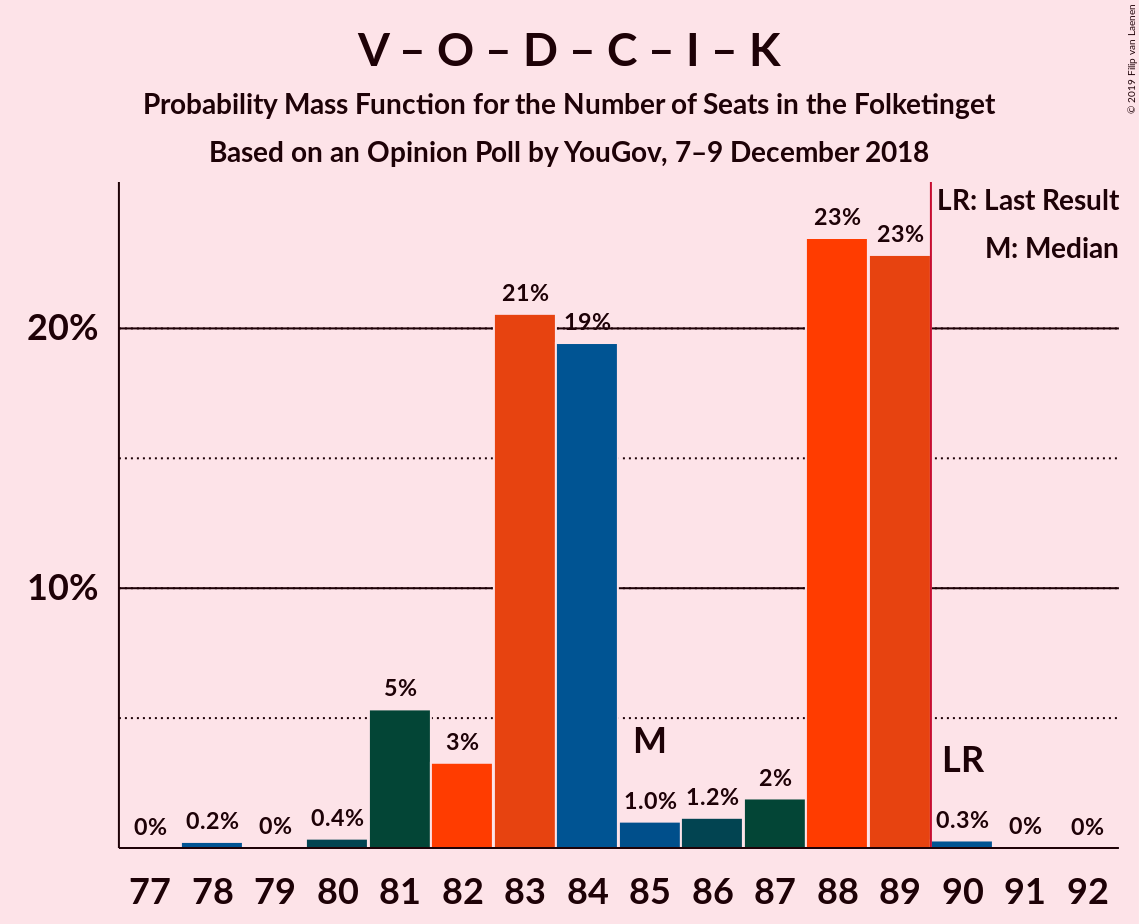 V – O – D – C – I – K
Probability Mass Function for the Number of Seats in the Folketinget
Based on an Opinion Poll by YouGov, 7–9 December 2018
© 2019 Filip van Laenen
LR: Last Result
M: Median
20%
10%
0%
0.2%
0%
0.4%
5%
3%
21%
19%
1.0%
1.2%
2%
23%
23%
0.3%
0%
0%
M
LR
77 78 79 80 81 82 83 84 85 86 87 88 89 90 91 92